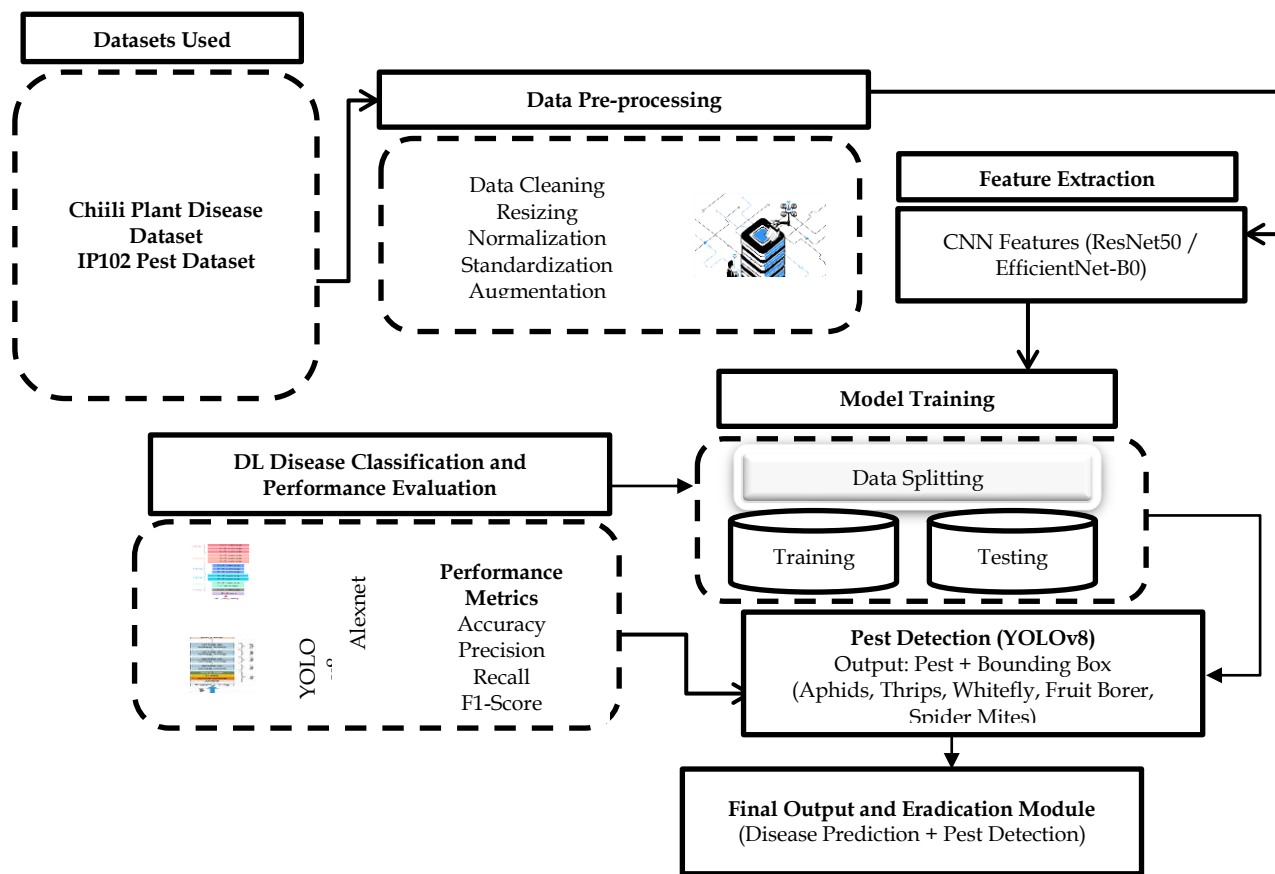 Datasets Used
Chiili Plant Disease
Dataset
IP102 Pest Dataset
Data Pre-processing
Data Cleaning
Resizing
Normalization
Standardization
Augmentation
Feature Extraction
CNN Features (ResNet50 /
EfficientNet-B0)
Model Training
Data Splitting
Training
Testing
DL Disease Classification and
Performance Evaluation
YOLO
Alexnet
Performance
Metrics
Accuracy
Precision
Recall
F1-Score
Pest Detection (YOLOv8)
Output: Pest + Bounding Box
(Aphids, Thrips, Whitefly, Fruit Borer,
Spider Mites)
Final Output and Eradication Module
(Disease Prediction + Pest Detection)